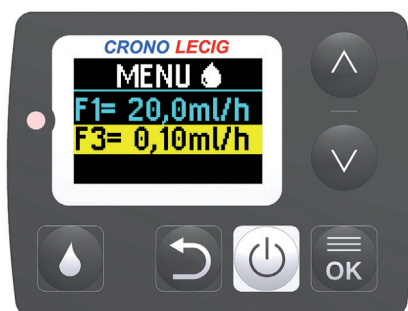 CRONO LECIG
MENU
F1= 20,0ml/h
F3= 0,10ml/h
OK